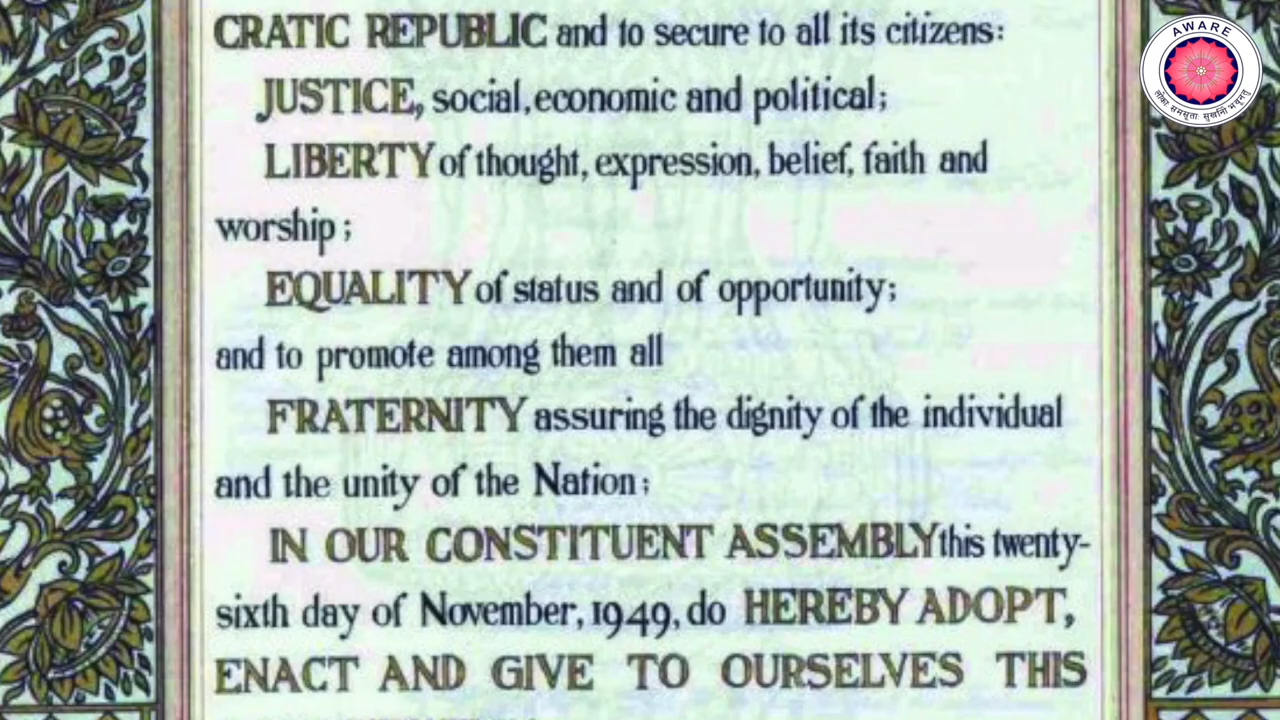 CRATIC REPUBLIC and to secure to all its citizens:
JUSTICE, social, economic and political;
LIBERTY of thought, expression, belief, faith and
worship;
EQUALITY of status and of opportunity;
and to promote among them all
FRATERNITY assuring the dignity of the individual
and the unity of the Nation;
IN OUR CONSTITUENT ASSEMBLY this twenty-
sixth day of November, 1949, do HEREBY ADOPT,
ENACT AND GIVE TO OURSELVES THIS
AWARE